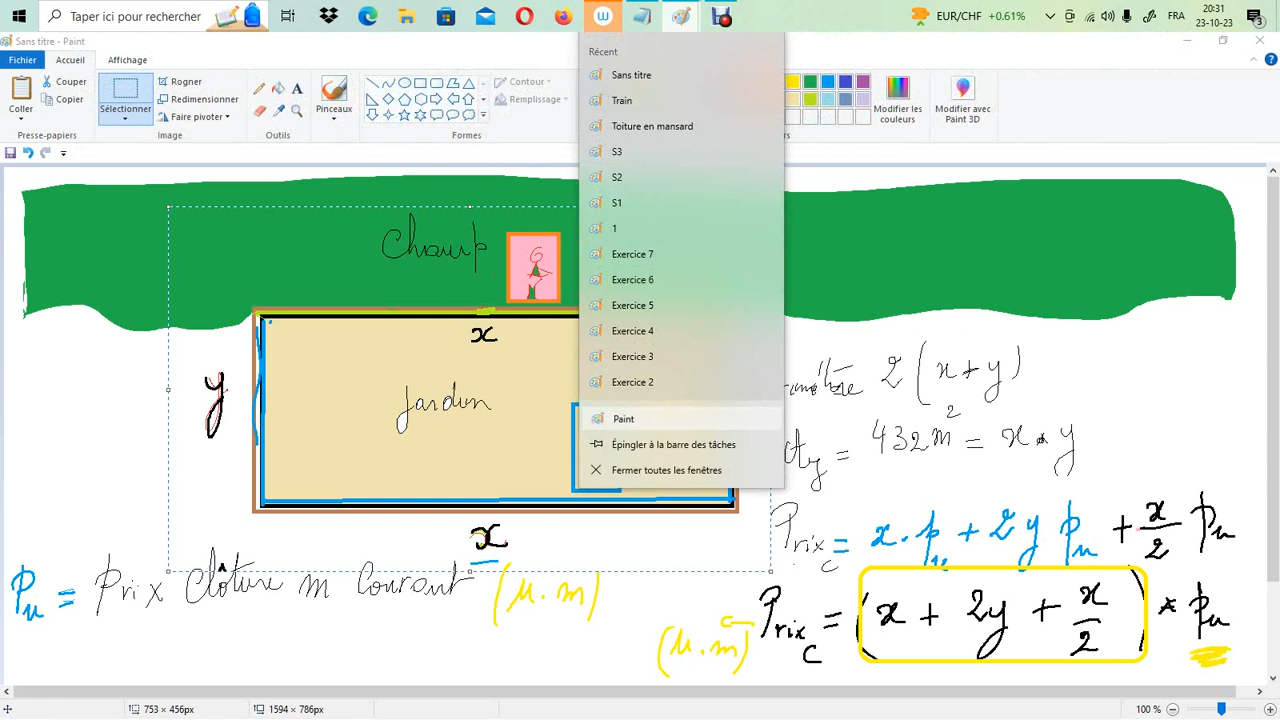 Taper ici pour rechercher
EUR/CHF +0.61%
FRA
20:31
23-10-23
3
Sans titre - Paint
Fichier
Accueil
Affichage
Coller
Couper
Copier
Presse-papiers
Sélectionner
Rogner
Redimensionner
Faire pivoter
Image
Outils
Pinceaux
Formes
Contour
Remplissage
Modifier les
couleurs
Modifier avec
Paint 3D
Récent
Sans titre
Train
Toiture en mansard
S3
S2
S1
1
Exercice 7
Exercice 6
Exercice 5
Exercice 4
Exercice 3
Exercice 2
Paint
Épingler à la barre des tâches
Fermer toutes les fenêtres
Champ
x
y
Jardin
x
2 (x+y)
432m² = x*y
Prix C = x.pu + 2y pu + x/2 pu
Pu = Prix Clôture m Courant (u.m)
(u.m) Prix C = (x + 2y + x/2) * pu
753 × 456px
1594 × 786px
100 %